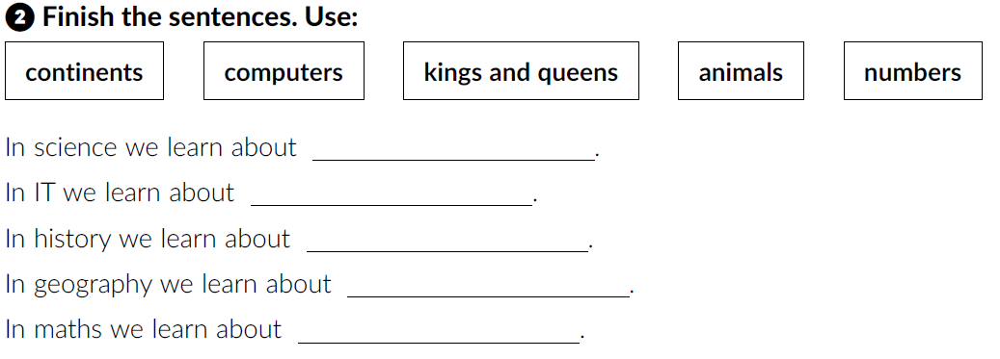 2 Finish the sentences. Use:
continents computers kings and queens animals numbers
In science we learn about ____________________.
In IT we learn about ____________________.
In history we learn about ____________________.
In geography we learn about ____________________.
In maths we learn about ____________________.